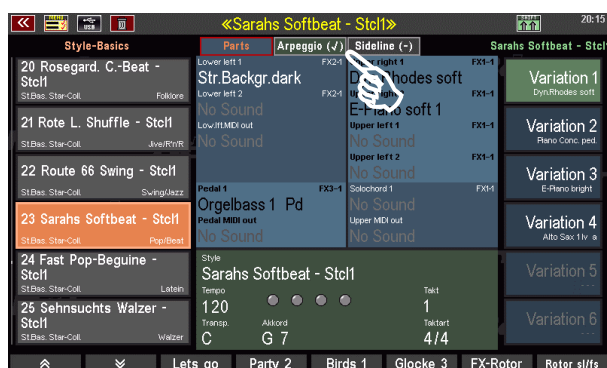 «Sarahs Softbeat - Stcl1»
20:15
USB
Style-Basics
Parts
Arpeggio (√)
Sideline (-)
Sarahs Softbeat - Stcl
20 Rosegard. C.-Beat -
Stcl1
St.Bas. Star-Coll.
Folklore
21 Rote L. Shuffle - Stcl1
St.Bas. Star-Coll.
Jive/R'n'R
22 Route 66 Swing - Stcl1
St.Bas. Star-Coll.
Swing/Jazz
23 Sarahs Softbeat - Stcl1
St.Bas. Star-Coll.
Pop/Beat
24 Fast Pop-Beguine -
Stcl1
St.Bas. Star-Coll.
Latein
25 Sehnsuchts Walzer -
Stcl1
St.Bas. Star-Coll.
Walzer
Lower left 1
FX2-1
Str.Backgr.dark
Lower left 2
FX2-1
No Sound
Low.lft.MDI out
No Sound
Pedal 1
FX3-1
Orgelbass 1 Pd
Pedal MIDI out
No Sound
right 1
FX1-1
Rhodes soft
FX1-1
E-Piano soft 1
Upper left 1
FX1-1
No Sound
Upper left 2
FX1-1
No Sound
Solochord 1
FX1-1
No Sound
Upper MIDI out
No Sound
Style
Sarahs Softbeat - Stcl1
Tempo
120
Takt
1
Transp.
C
Akkord
G 7
Taktart
4/4
Variation 1
Dyn.Rhodes soft
Variation 2
Piano Conc. ped.
Variation 3
E-Piano bright
Variation 4
Alto Sax 1lv a
Variation 5
---
Variation 6
---
Lets go
Party 2
Birds 1
Glocke 3
FX-Rotor
Rotor sl/fs